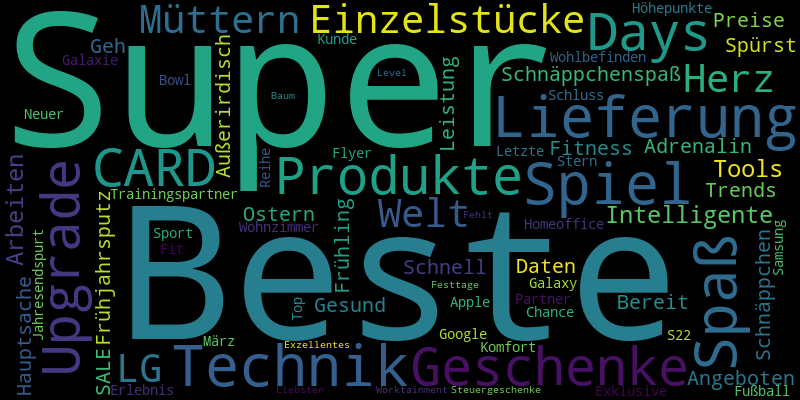 Super
Beste
Müttern
Einzelstücke
Days
Höhepunkte
Preise
Spürst
Geh
Galaxie
Kunde
Wohlbefinden
Bowl
Level
Baum
Außerirdisch
Leistung
Schnäppchenspaß
Herz
Schluss
Lieferung
Neuer
CARD
Reihe
Flyer
Letzte
Fitness
Adrenalin
Stern
Tools
Arbeiten
Upgrade
Trainingspartner
Produkte
Spiel
Trends
Frühjahrsputz
Ostern
Wohnzimmer
Frühling
Welt
Fehlt
Homeoffice
Intelligente
Samsung
Jahresendspurt
Hauptsache
Sport
Fit
Schnell
Daten
Galaxy
Spaß
Schnäppchen
Festtage
Partner
Top
Gesund
Apple
Chance
Bereit
März
Exzellentes
Google
Komfort
S22
SALE
LG
Technik
Geschenke
Angeboten
Erlebnis
Liebsten
Worktainment
Steuergeschenke
Exklusive
Fußball